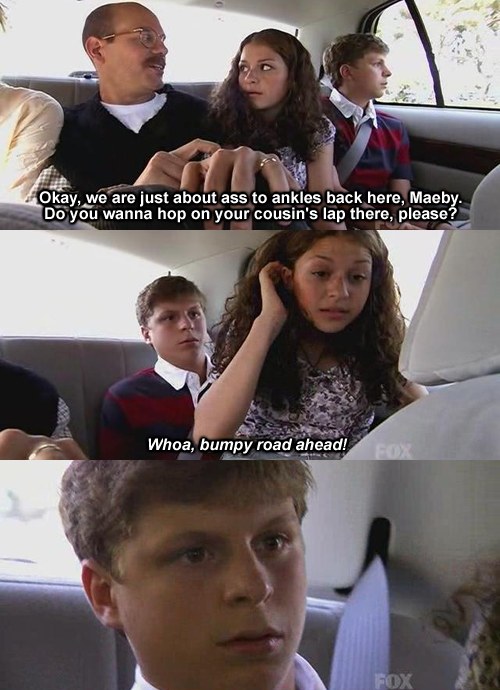 Okay, we are just about ass to ankles back here, Maeby.
Do you wanna hop on your cousin's lap there, please?
Whoa, bumpy road ahead!
FOX
FOX